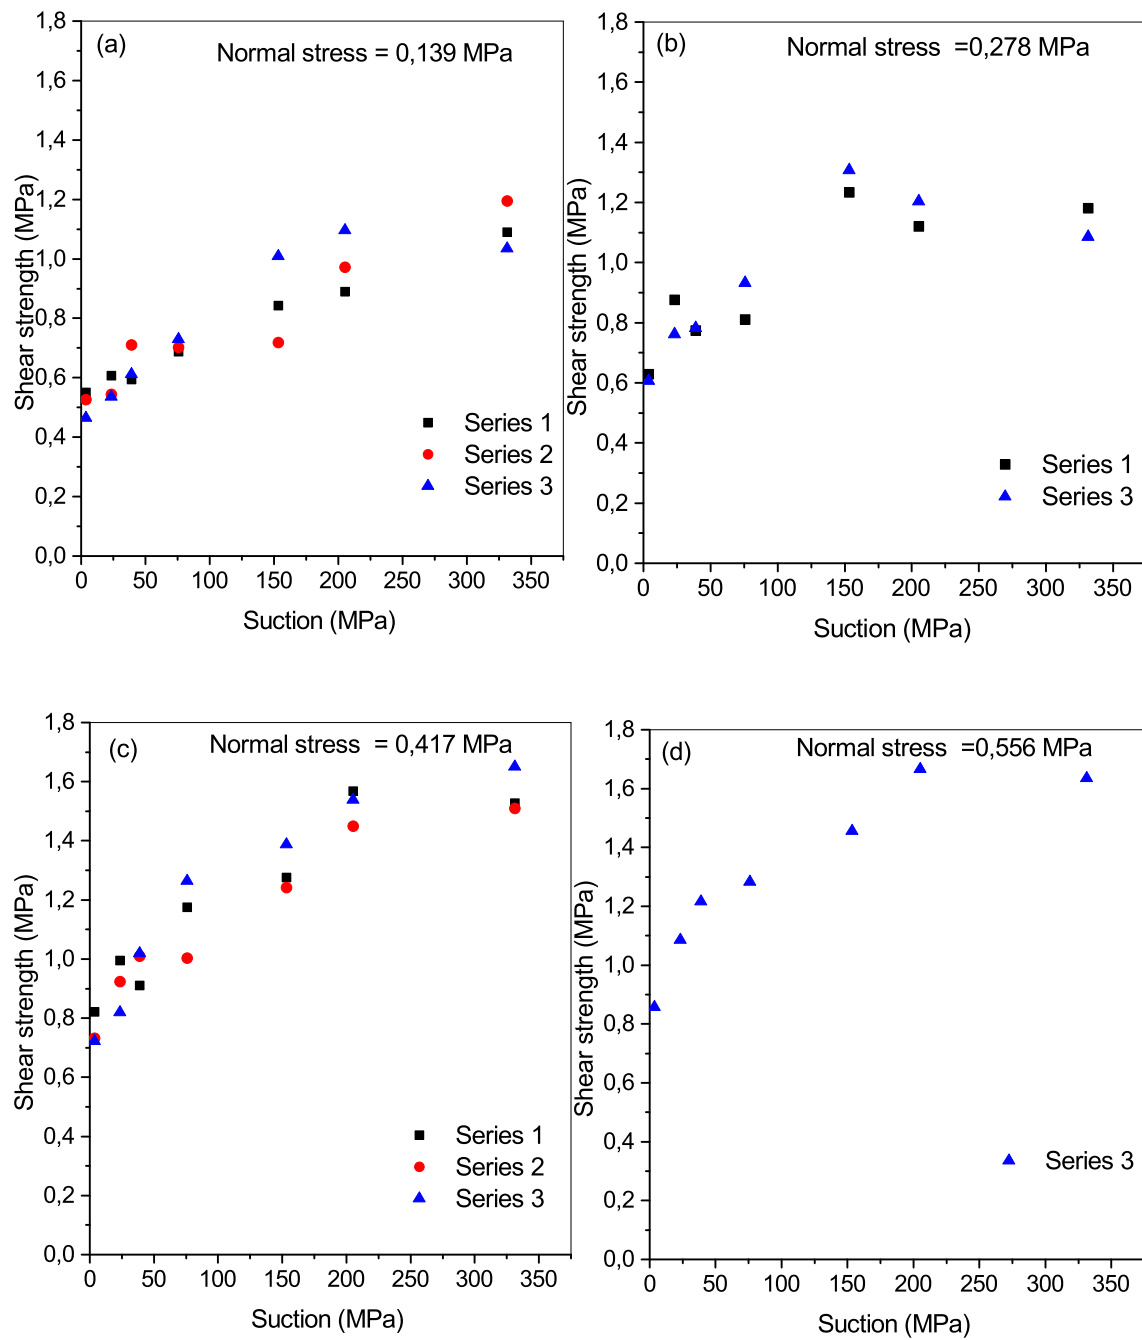 (a)
Normal stress = 0,139 MPa
1,8
1,6
1,4
1,2
1,0
0,8
0,6
0,4
0,2
0,0
Shear strength (MPa)
Series 1
Series 2
Series 3
0 50 100 150 200 250 300 350
Suction (MPa)
(b)
Normal stress =0,278 MPa
1,8
1,6
1,4
1,2
1,0
0,8
0,6
0,4
0,2
0,0
Shear strength (MPa)
Series 1
Series 3
0 50 100 150 200 250 300 350
Suction (MPa)
(c)
Normal stress = 0,417 MPa
1,8
1,6
1,4
1,2
1,0
0,8
0,6
0,4
0,2
0,0
Shear strength (MPa)
Series 1
Series 2
Series 3
0 50 100 150 200 250 300 350
Suction (MPa)
(d)
Normal stress =0,556 MPa
1,8
1,6
1,4
1,2
1,0
0,8
0,6
0,4
0,2
0,0
Shear strength (MPa)
Series 3
0 50 100 150 200 250 300 350
Suction (MPa)